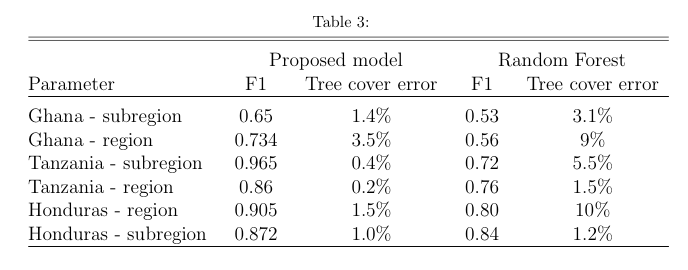 Table 3:
Proposed model Random Forest
Parameter F1 Tree cover error F1 Tree cover error
Ghana - subregion 0.65 1.4% 0.53 3.1%
Ghana - region 0.734 3.5% 0.56 9%
Tanzania - subregion 0.965 0.4% 0.72 5.5%
Tanzania - region 0.86 0.2% 0.76 1.5%
Honduras - region 0.905 1.5% 0.80 10%
Honduras - subregion 0.872 1.0% 0.84 1.2%